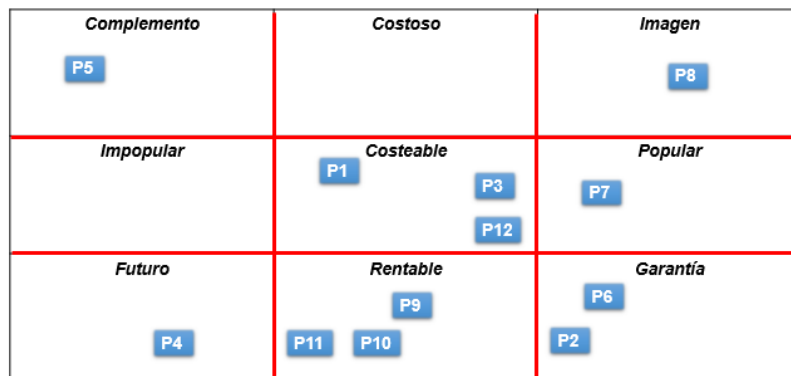 Complemento
Costoso
Imagen
P5
P8
Impopular
Costeable
Popular
P1
P3
P7
P12
Futuro
Rentable
Garantía
P9
P6
P4
P11
P10
P2